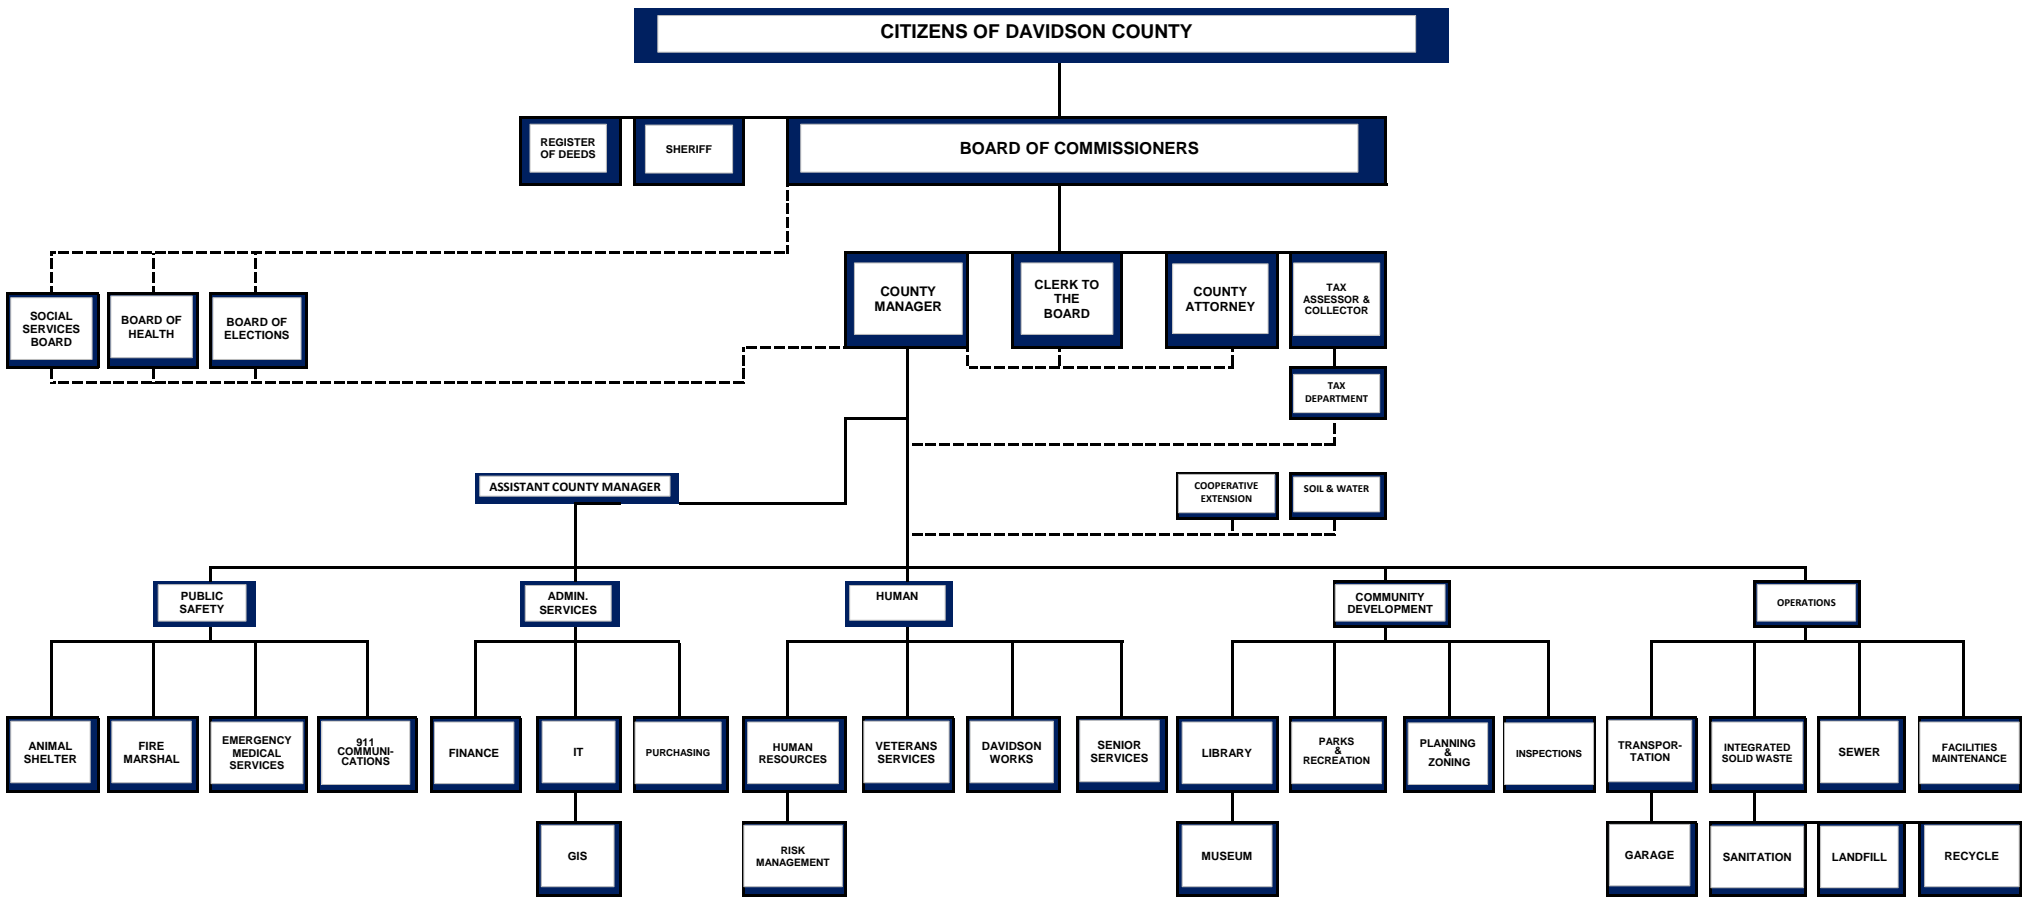 CITIZENS OF DAVIDSON COUNTY
REGISTER
OF DEEDS
SHERIFF
BOARD OF COMMISSIONERS
SOCIAL
SERVICES
BOARD
BOARD OF
HEALTH
BOARD OF
ELECTIONS
COUNTY
MANAGER
CLERK TO
THE
BOARD
COUNTY
ATTORNEY
TAX
ASSESSOR &
COLLECTOR
TAX
DEPARTMENT
ASSISTANT COUNTY MANAGER
COOPERATIVE
EXTENSION
SOIL & WATER
PUBLIC
SAFETY
ADMIN.
SERVICES
HUMAN
COMMUNITY
DEVELOPMENT
OPERATIONS
ANIMAL
SHELTER
FIRE
MARSHAL
EMERGENCY
MEDICAL
SERVICES
911
COMMUNI-
CATIONS
FINANCE
IT
PURCHASING
HUMAN
RESOURCES
VETERANS
SERVICES
DAVIDSON
WORKS
SENIOR
SERVICES
LIBRARY
PARKS
&
RECREATION
PLANNING
&
ZONING
INSPECTIONS
TRANSPOR-
TATION
INTEGRATED
SOLID WASTE
SEWER
FACILITIES
MAINTENANCE
GIS
RISK
MANAGEMENT
MUSEUM
GARAGE
SANITATION
LANDFILL
RECYCLE